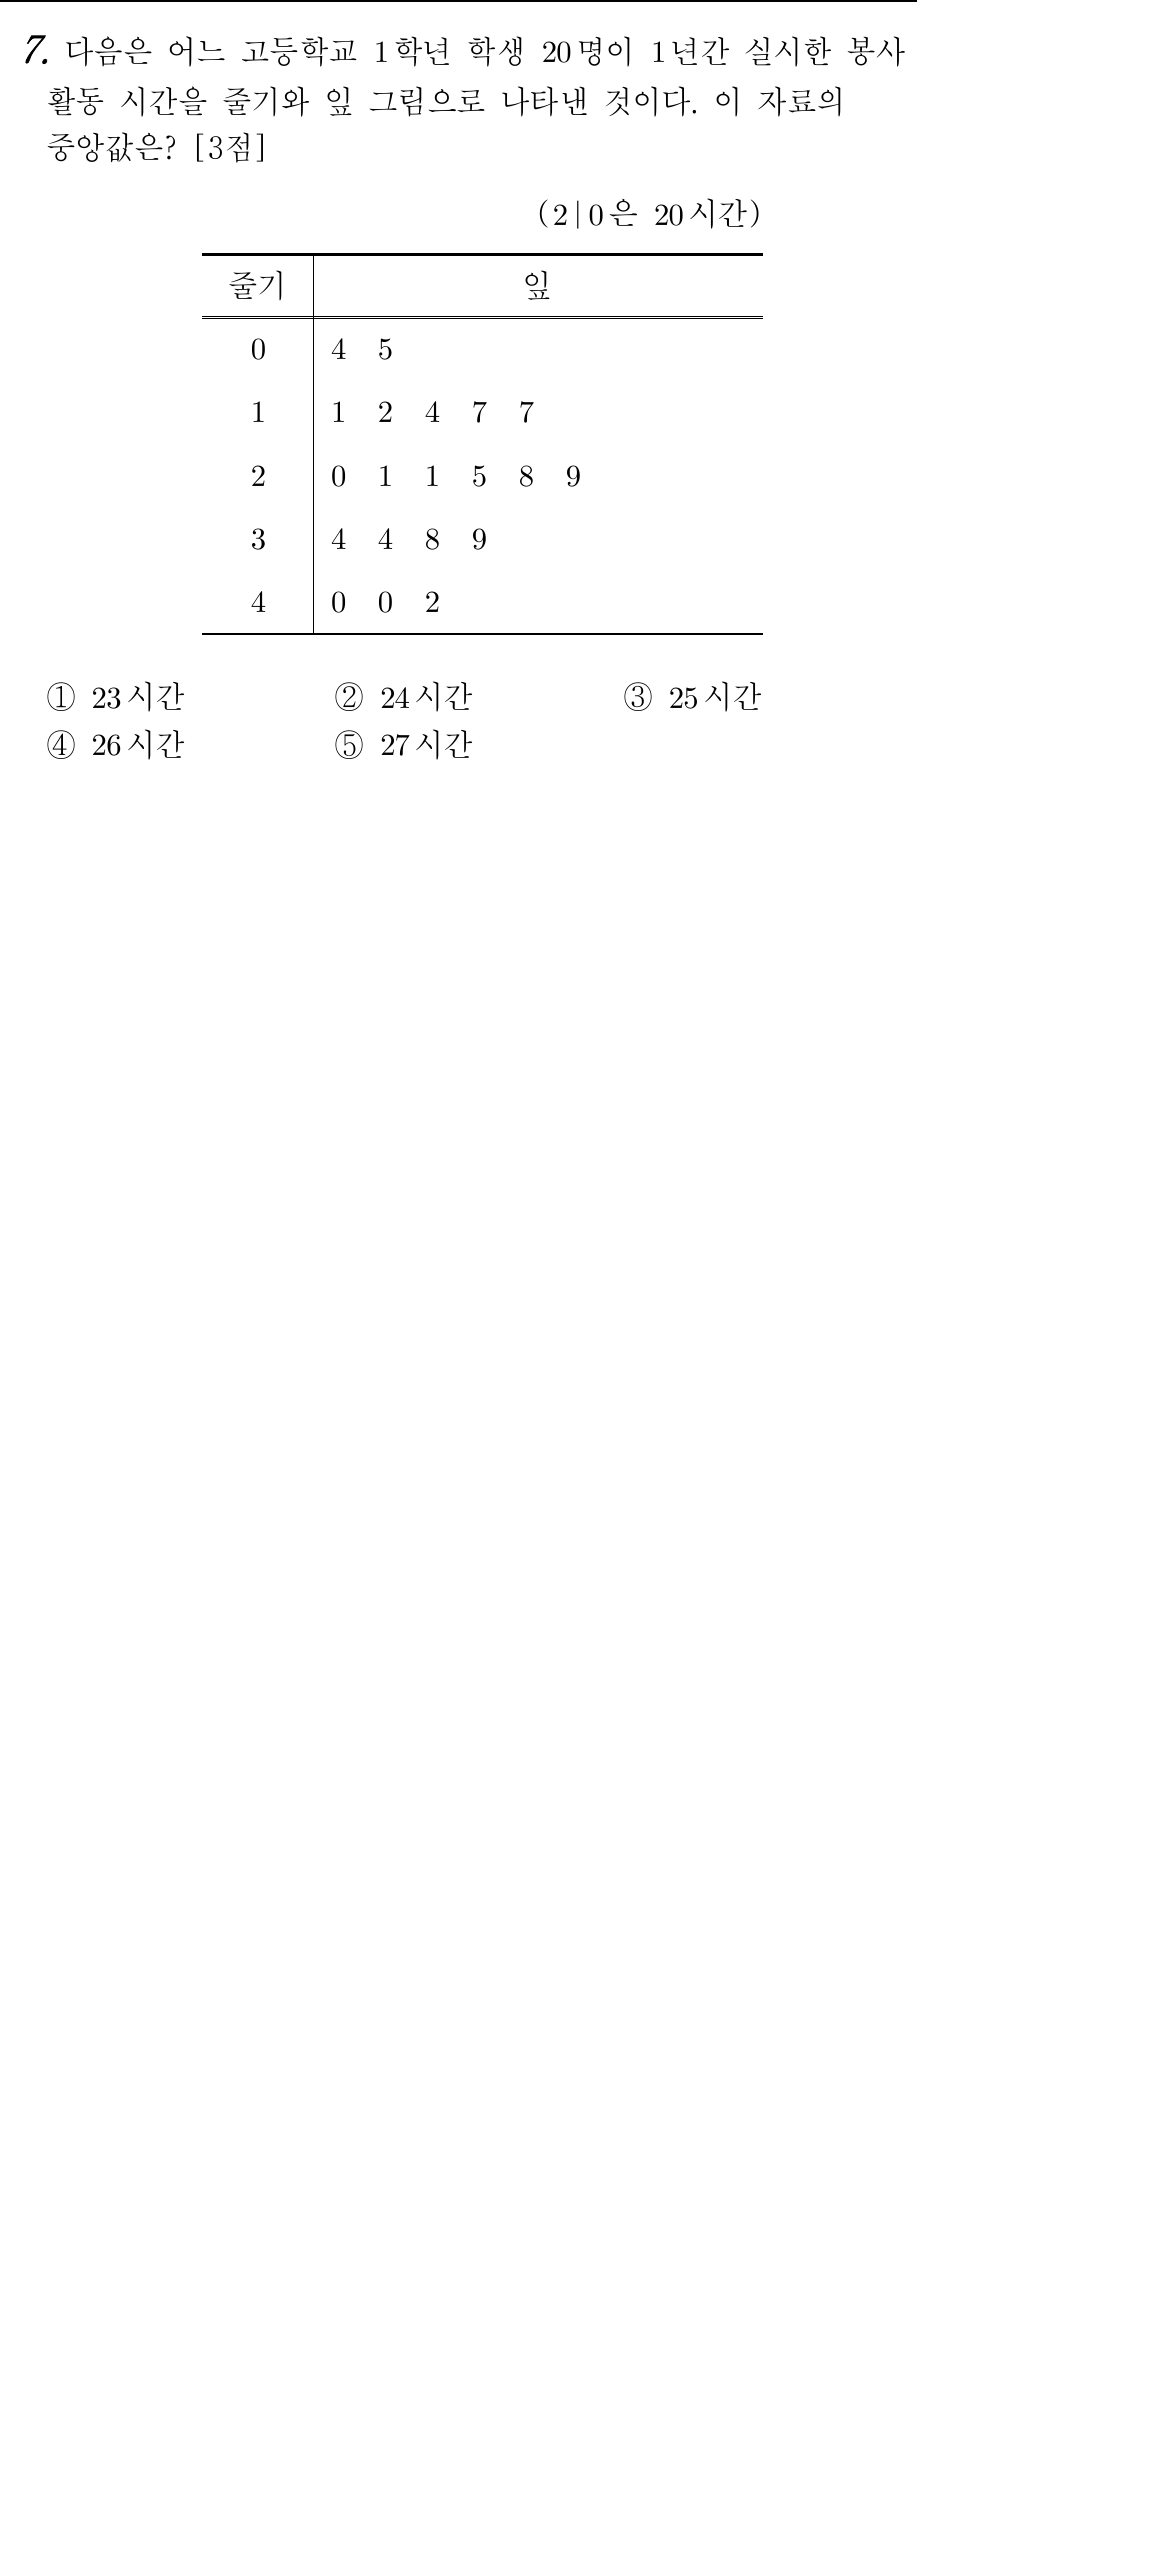 7. 다음은 어느 고등학교 1학년 학생 20명이 1년간 실시한 봉사
활동 시간을 줄기와 잎 그림으로 나타낸 것이다. 이 자료의
중앙값은? [3점]
(2|0은 20시간)
줄기 잎
0 4 5
1 1 2 4 7 7
2 0 1 1 5 8 9
3 4 4 8 9
4 0 0 2
① 23시간 ② 24시간 ③ 25시간
④ 26시간 ⑤ 27시간